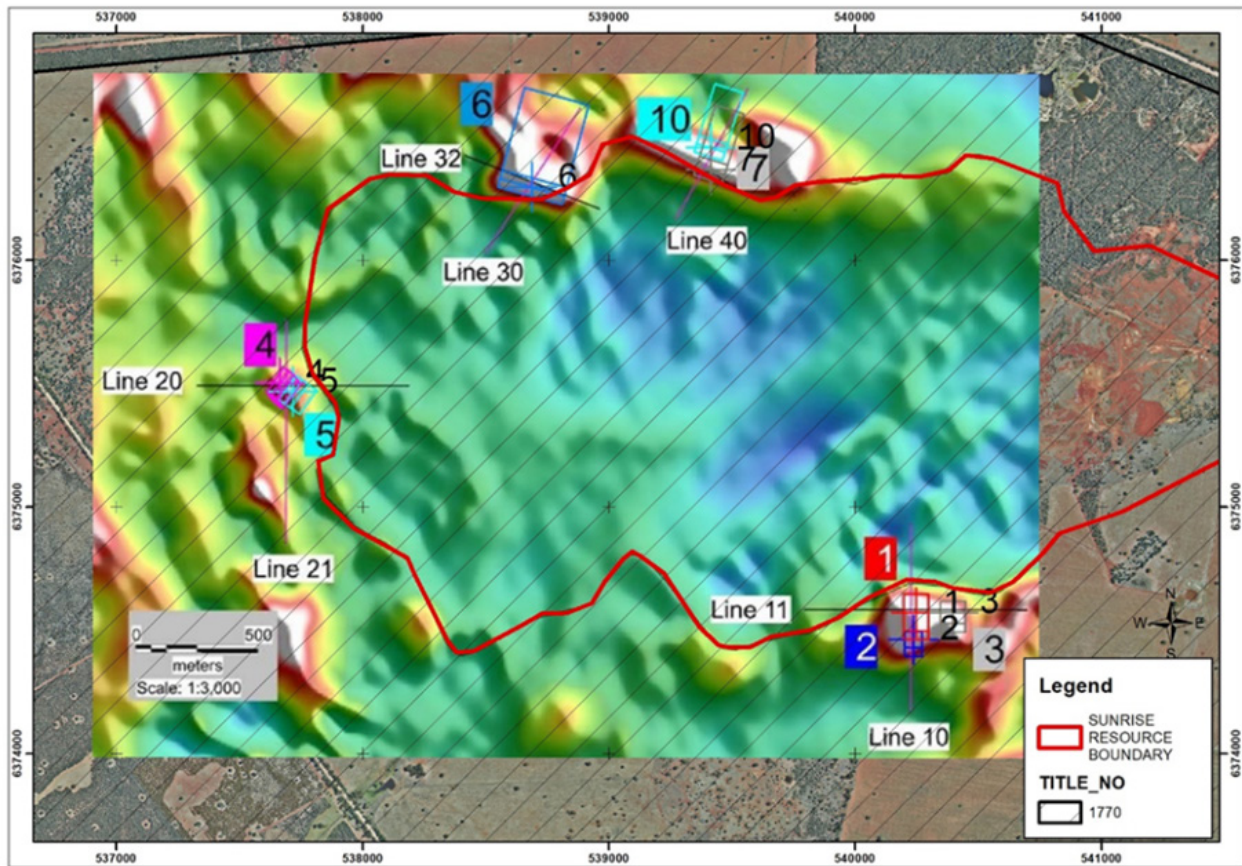 537000 538000 539000 540000 541000
6
10
10
7
7
6
Line 32
Line 40
Line 30
6376000
6376000
4
4
5
Line 20
5
6375000
6375000
Line 21
1
Line 11
1
3
2
2
3
0 500
meters
Scale: 1:3,000
Line 10
N
W E
S
Legend
SUNRISE
RESOURCE
BOUNDARY
TITLE_NO
1770
6374000
6374000
537000 538000 539000 540000 541000